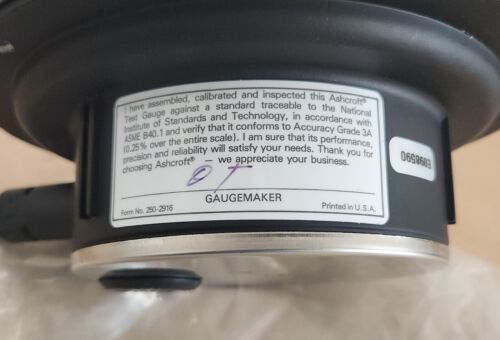 I have assembled, calibrated and inspected this Ashcroft®
Test Gauge against a standard traceable to the National
Institute of Standards and Technology, in accordance with
ASME B40.1 and verify that it conforms to Accuracy Grade 3A
(0.25% over the entire scale). I am sure that its performance,
precision and reliability will satisfy your needs. Thank you for
choosing Ashcroft® — we appreciate your business.
GAUGEMAKER
Form No. 250-2916
Printed in U.S.A.